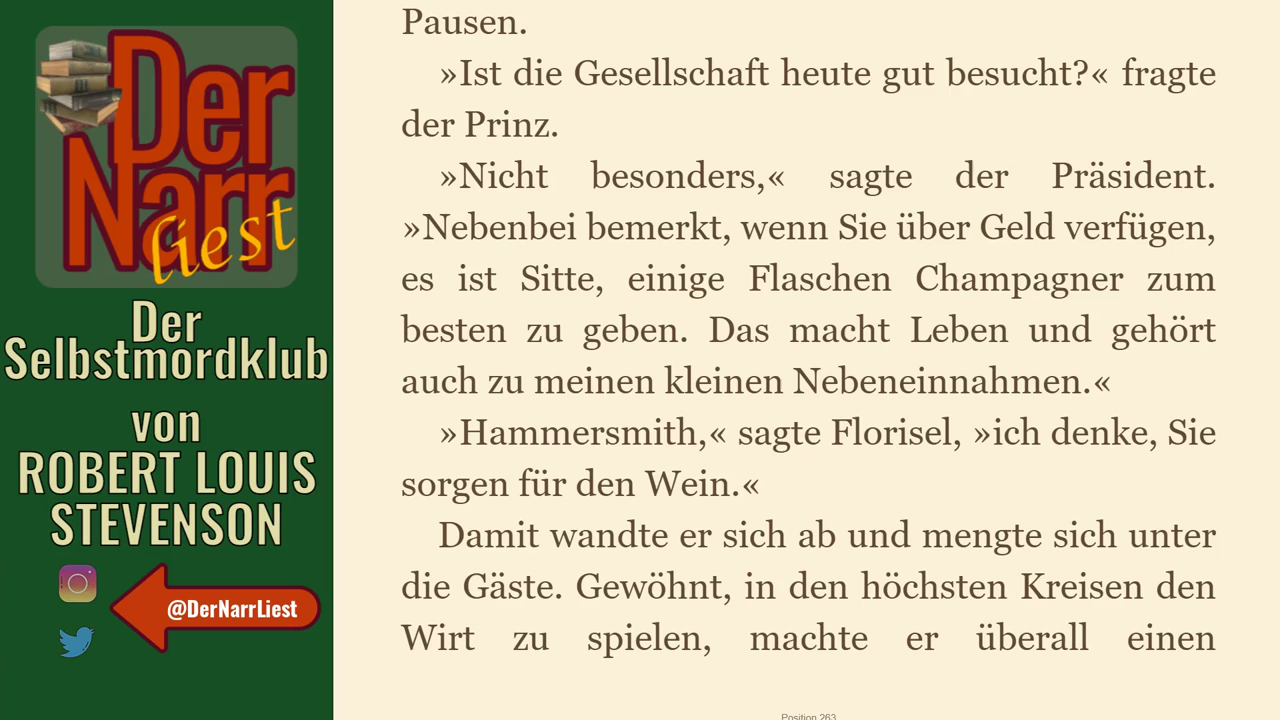 Der
Narr
liest
Der
Selbstmordklub
von
ROBERT LOUIS
STEVENSON
@DerNarrLiest
Pausen.
»Ist die Gesellschaft heute gut besucht?« fragte
der Prinz.
»Nicht besonders,« sagte der Präsident.
»Nebenbei bemerkt, wenn Sie über Geld verfügen,
es ist Sitte, einige Flaschen Champagner zum
besten zu geben. Das macht Leben und gehört
auch zu meinen kleinen Nebeneinnahmen.«
»Hammersmith,« sagte Florisel, »ich denke, Sie
sorgen für den Wein.«
Damit wandte er sich ab und mengte sich unter
die Gäste. Gewöhnt, in den höchsten Kreisen den
Wirt zu spielen, machte er überall einen
Position 263